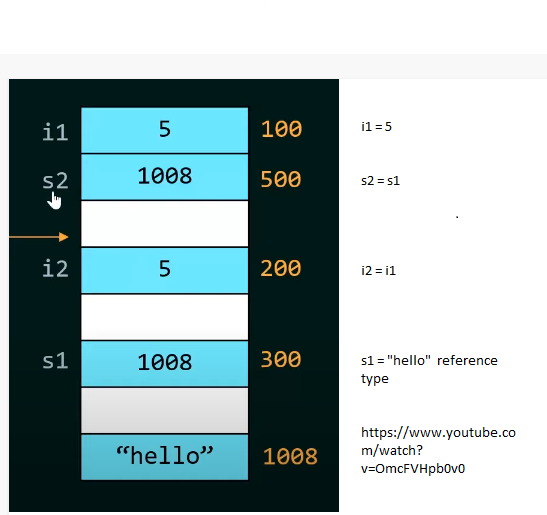 i1 5 100 i1 = 5
s2 1008 500 s2 = s1
.
i2 5 200 i2 = i1
s1 1008 300 s1 = "hello" reference
type
https://www.youtube.co
m/watch?
v=OmcFVHpb0v0
“hello” 1008